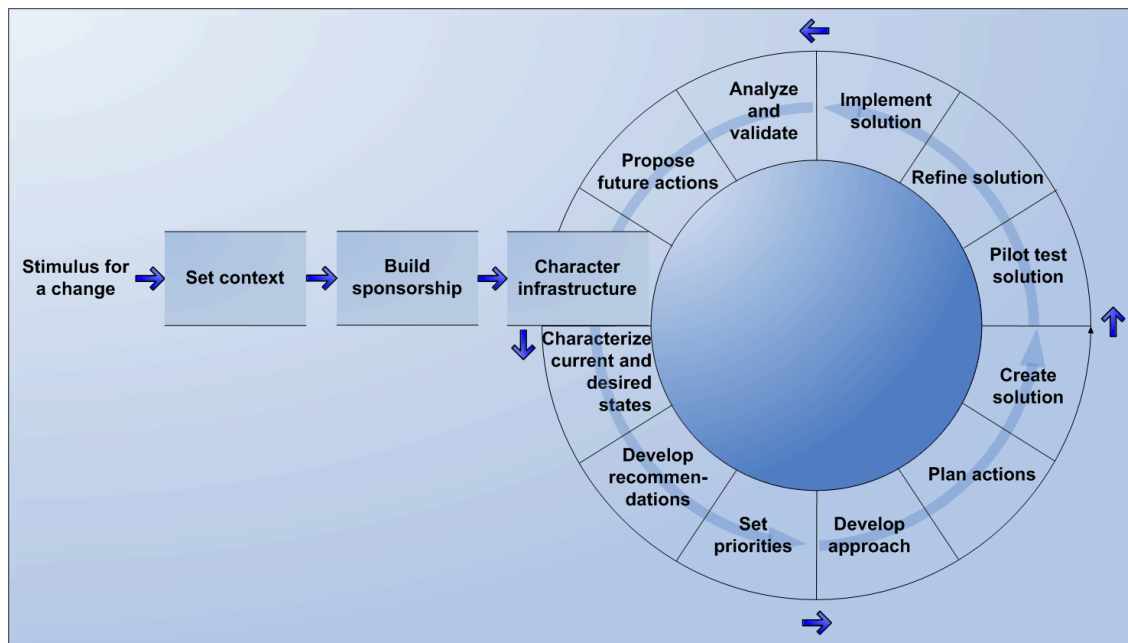 Stimulus for
a change
Set context
Build
sponsorship
Character
infrastructure
Characterize
current and
desired
states
Develop
recommen-
dations
Set
priorities
Develop
approach
Plan actions
Create
solution
Pilot test
solution
Refine solution
Implement
solution
Analyze
and
validate
Propose
future actions